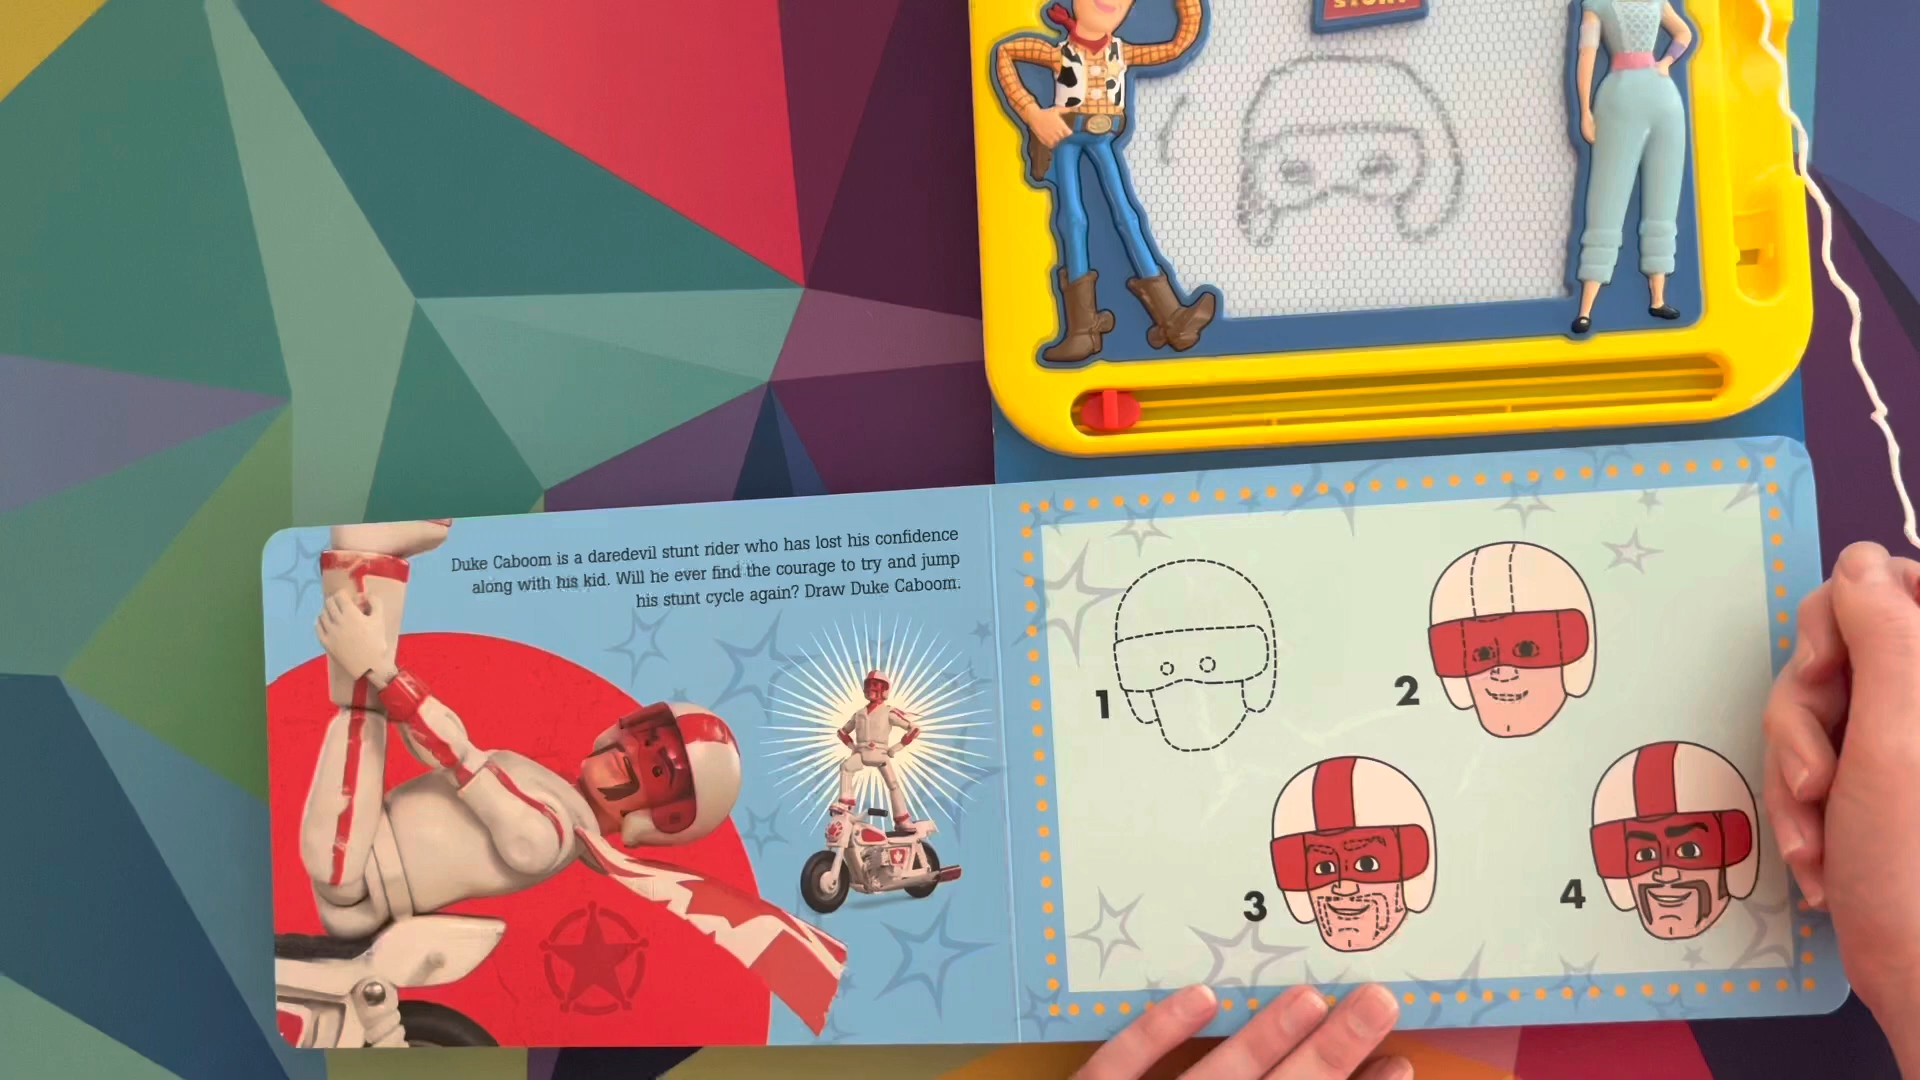 STORY
Duke Caboom is a daredevil stunt rider who has lost his confidence
along with his kid. Will he ever find the courage to try and jump
his stunt cycle again? Draw Duke Caboom.
1
2
3
4